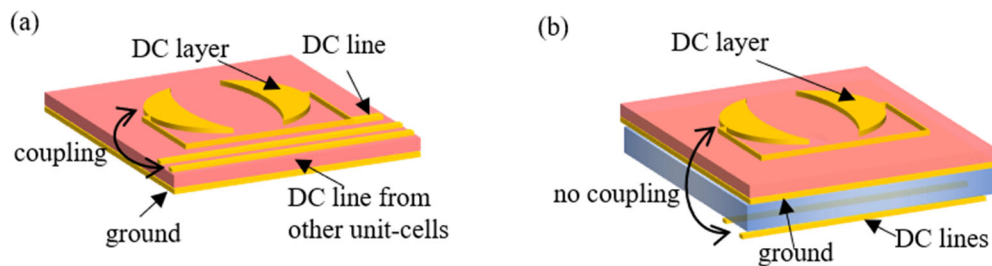 (a)
DC layer
DC line
coupling
ground
DC line from
other unit-cells
(b)
DC layer
no coupling
ground
DC lines